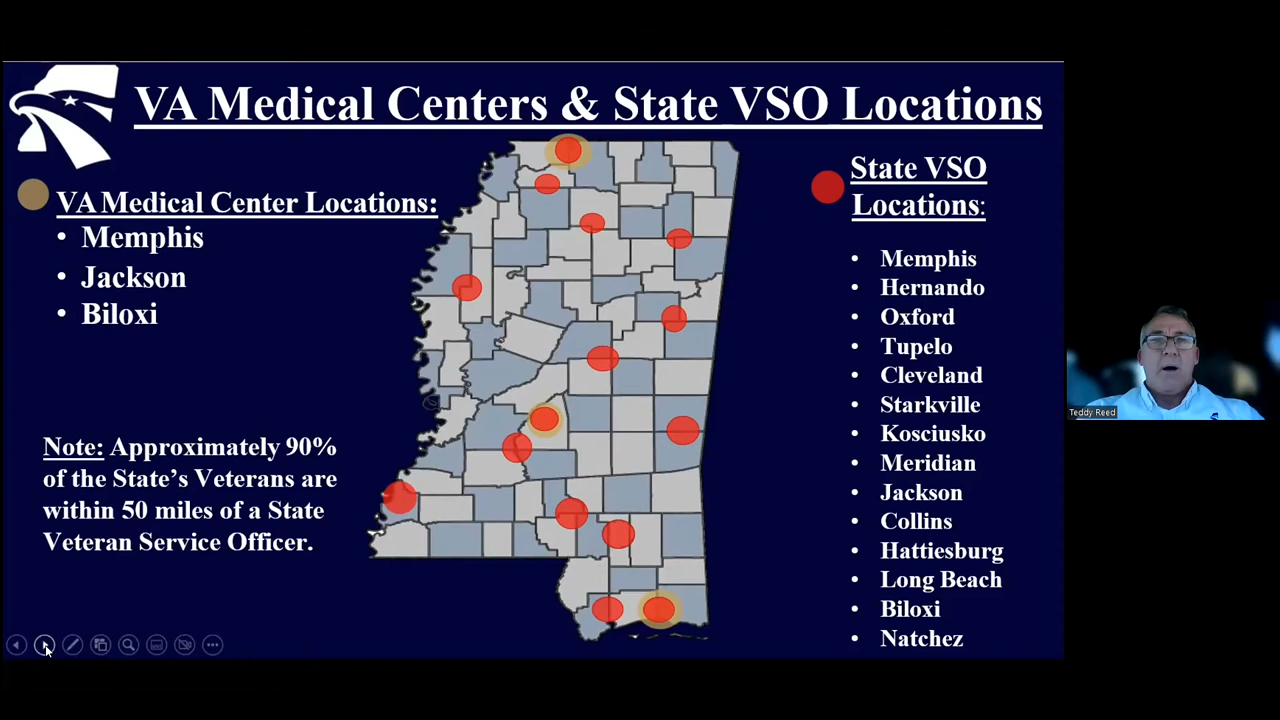 VA Medical Centers & State VSO Locations
VA Medical Center Locations:
• Memphis
• Jackson
• Biloxi
Note: Approximately 90%
of the State's Veterans are
within 50 miles of a State
Veteran Service Officer.
State VSO
Locations:
• Memphis
• Hernando
• Oxford
• Tupelo
• Cleveland
• Starkville
• Kosciusko
• Meridian
• Jackson
• Collins
• Hattiesburg
• Long Beach
• Biloxi
• Natchez
Teddy Reed